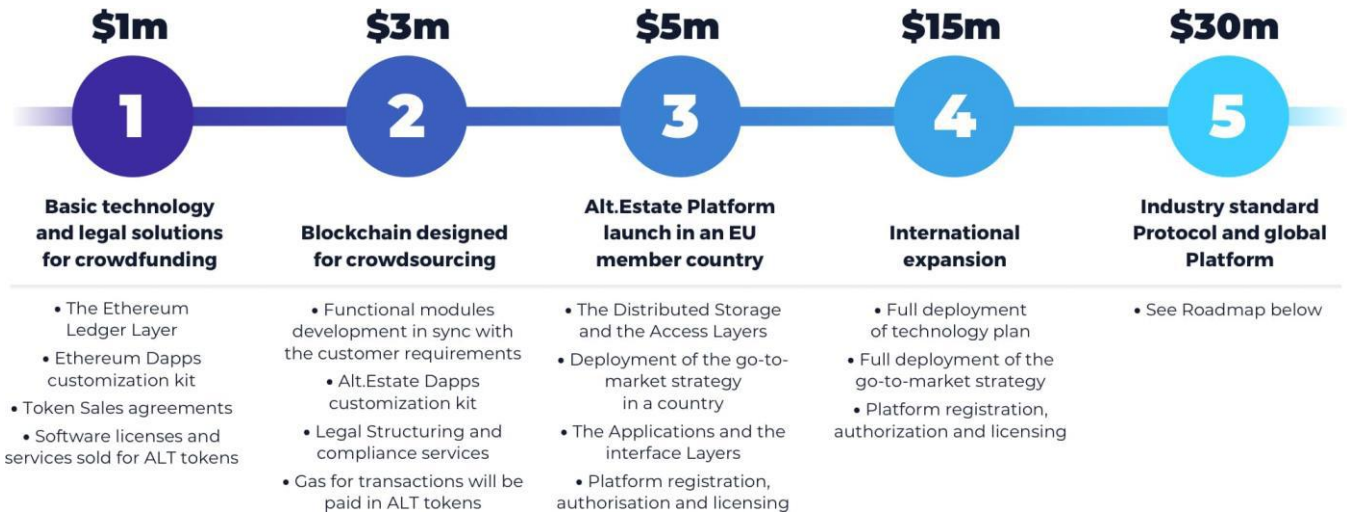 $1m
$3m
$5m
$15m
$30m
1
2
3
4
5
Basic technology
and legal solutions
for crowdfunding
Blockchain designed
for crowdsourcing
Alt.Estate Platform
launch in an EU
member country
International
expansion
Industry standard
Protocol and global
Platform
• The Ethereum
Ledger Layer
• Ethereum Dapps
customization kit
• Token Sales agreements
• Software licenses and
services sold for ALT tokens
• Functional modules
development in sync with
the customer requirements
• Alt.Estate Dapps
customization kit
• Legal Structuring and
compliance services
• Gas for transactions will be
paid in ALT tokens
• The Distributed Storage
and the Access Layers
• Deployment of the go-to-
market strategy
in a country
• The Applications and the
interface Layers
• Platform registration,
authorisation and licensing
• Full deployment
of technology plan
• Full deployment of the
go-to-market strategy
• Platform registration,
authorization and licensing
• See Roadmap below